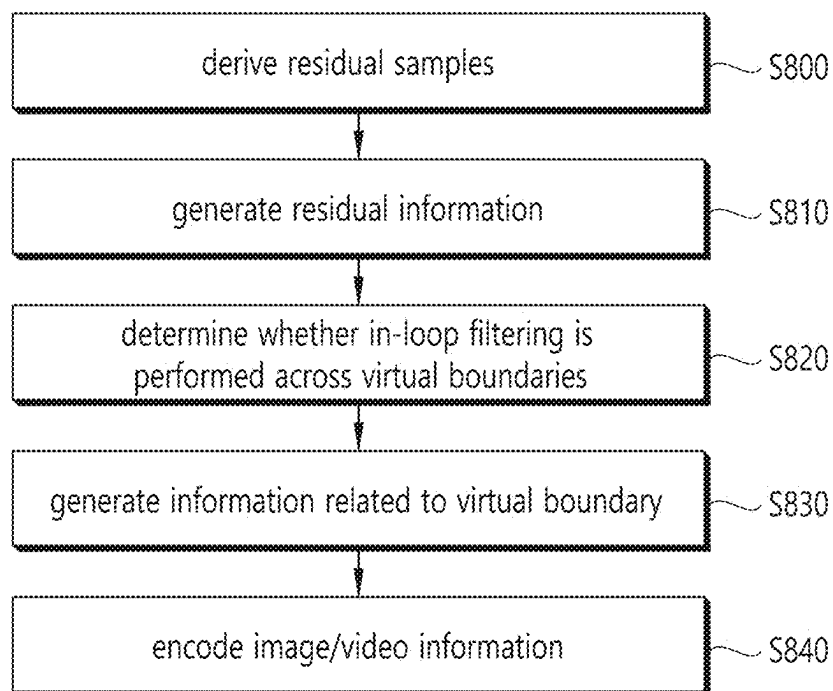 derive residual samples
S800
generate residual information
S810
determine whether in-loop filtering is
performed across virtual boundaries
S820
generate information related to virtual boundary
S830
encode image/video information
S840